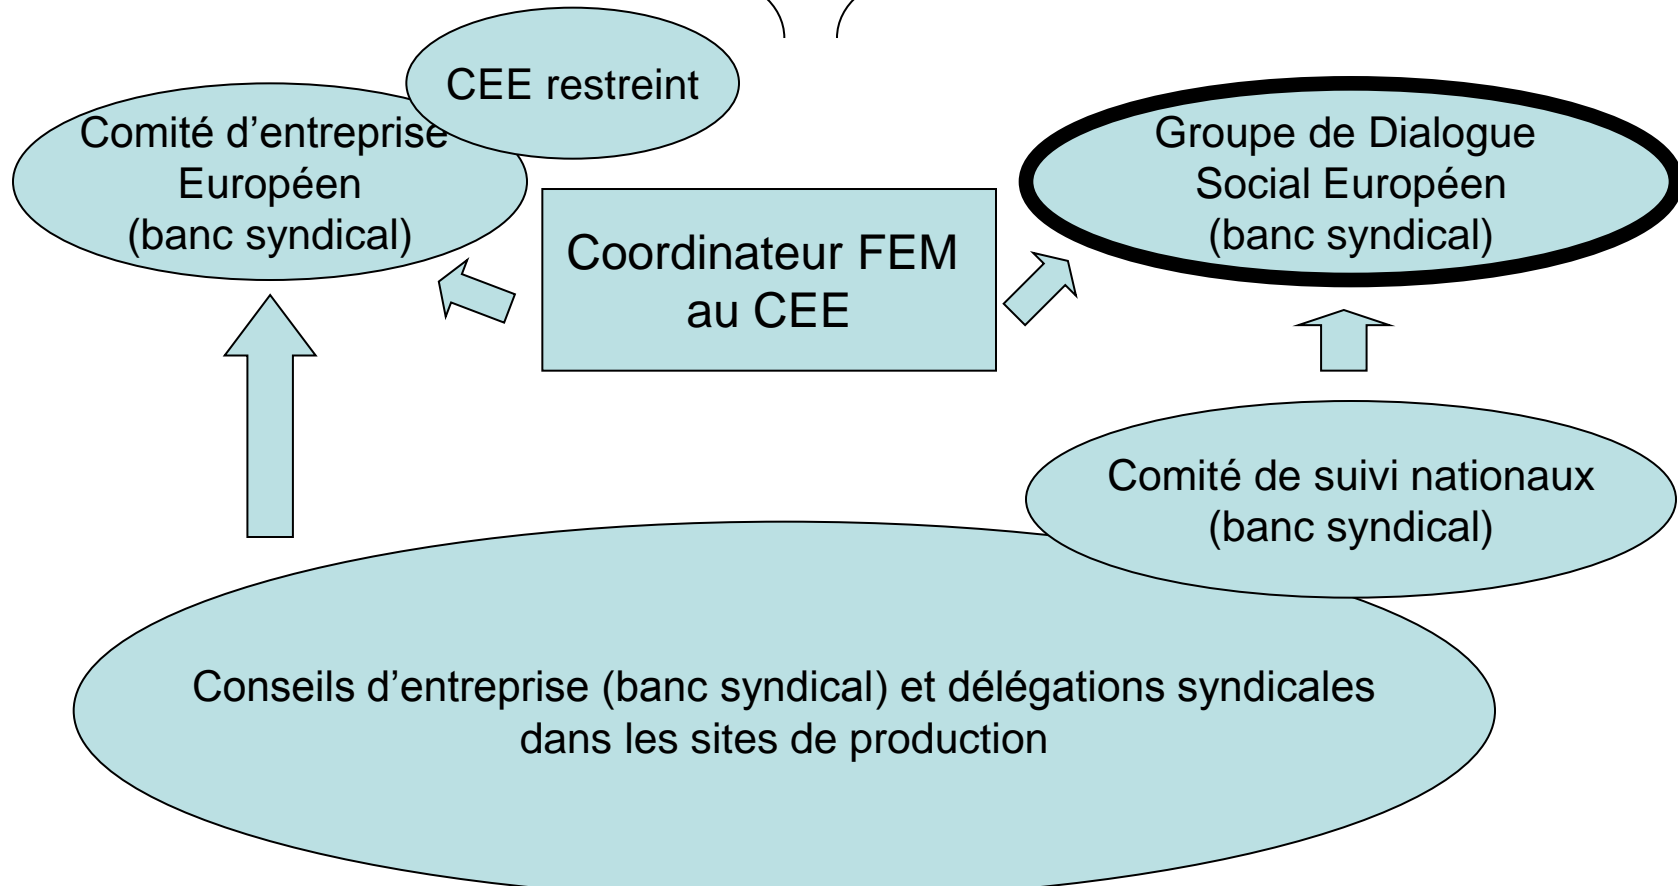 CEE restreint
Comité d’entreprise
Européen
(banc syndical)
Groupe de Dialogue
Social Européen
(banc syndical)
Coordinateur FEM
au CEE
Comité de suivi nationaux
(banc syndical)
Conseils d’entreprise (banc syndical) et délégations syndicales
dans les sites de production